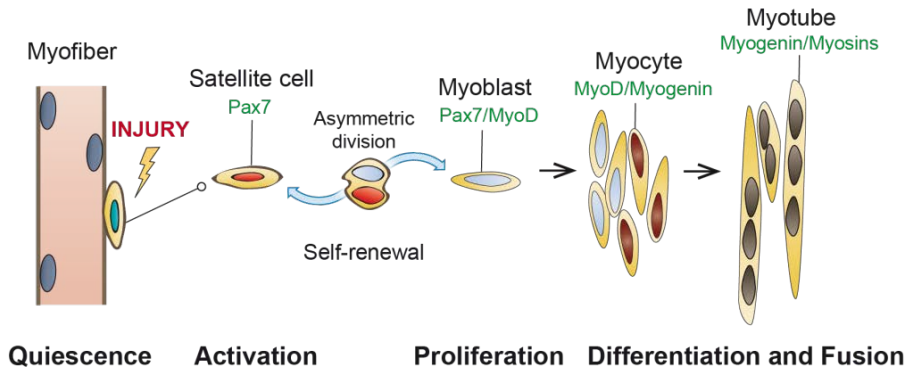 Myofiber
INJURY
Satellite cell
Pax7
Asymmetric
division
Self-renewal
Myoblast
Pax7/MyoD
Myocyte
MyoD/Myogenin
Myotube
Myogenin/Myosins
Quiescence
Activation
Proliferation
Differentiation and Fusion